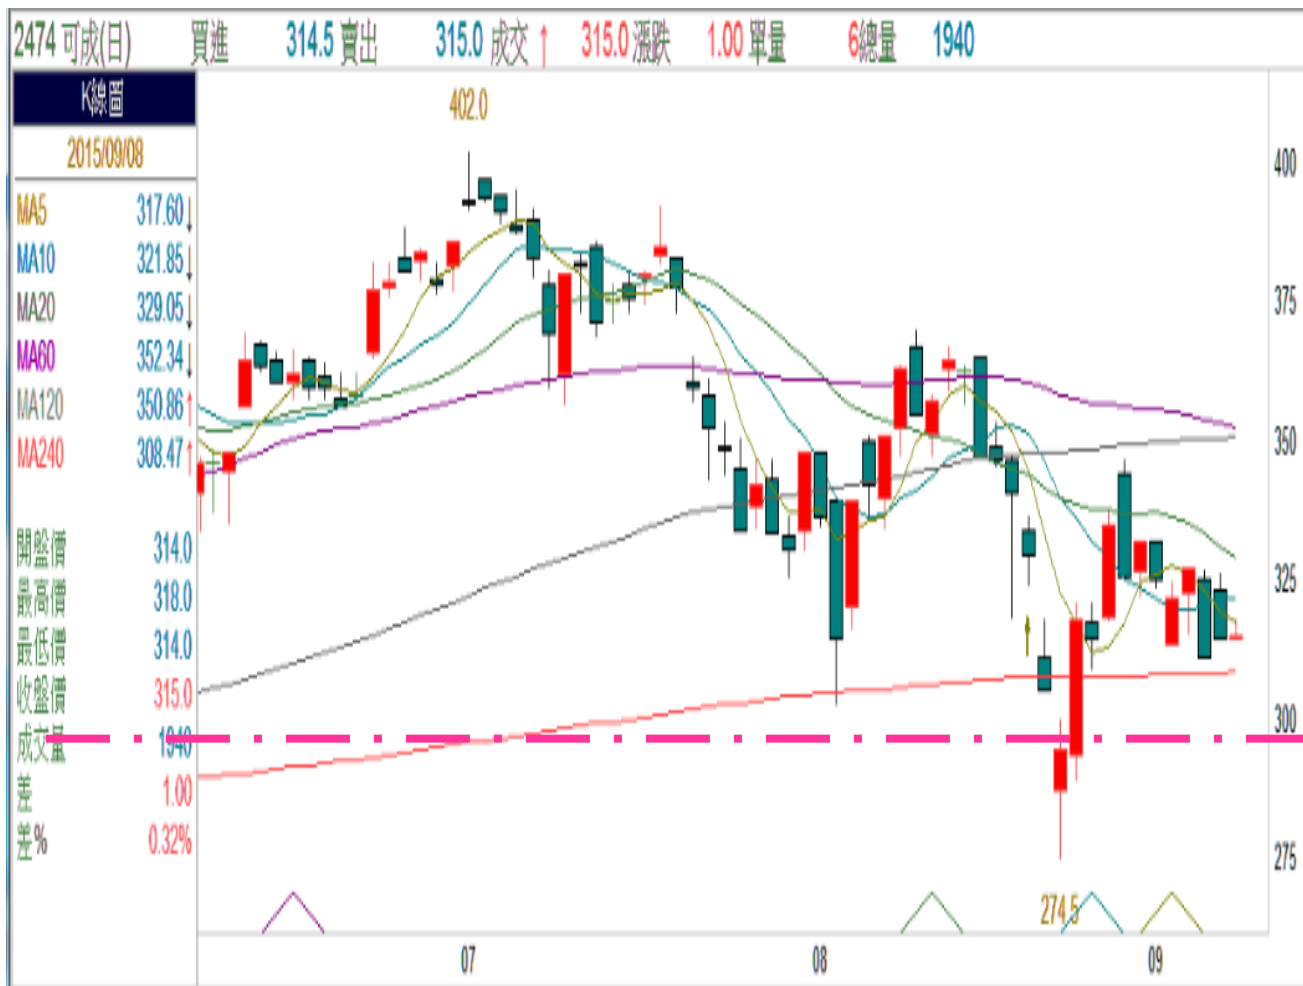 2474 可成(日) 買進 314.5 賣出 315.0 成交 ↑ 315.0 漲跌 1.00 單量 6 總量 1940
K線圖
2015/09/08
MA5 317.60↓
MA10 321.85↓
MA20 329.05↓
MA60 352.34↓
MA120 350.86↑
MA240 308.47↑
開盤價 314.0
最高價 318.0
最低價 314.0
收盤價 315.0
成交量 1940
差 1.00
差% 0.32%
402.0
274.5
400
375
350
325
300
275
07 08 09